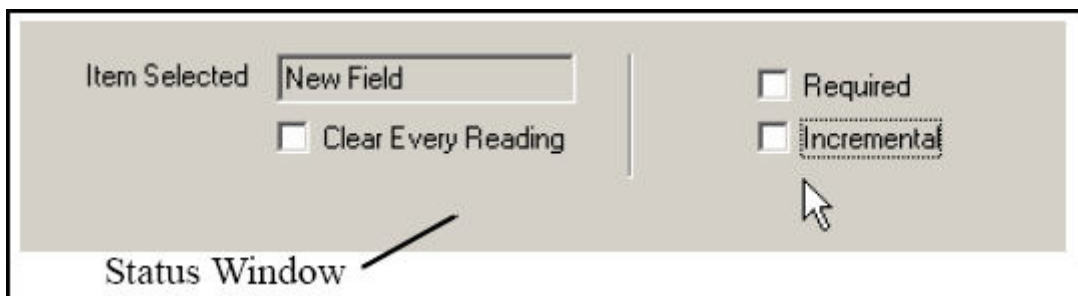 Item Selected New Field Required
Clear Every Reading Incremental
Status Window